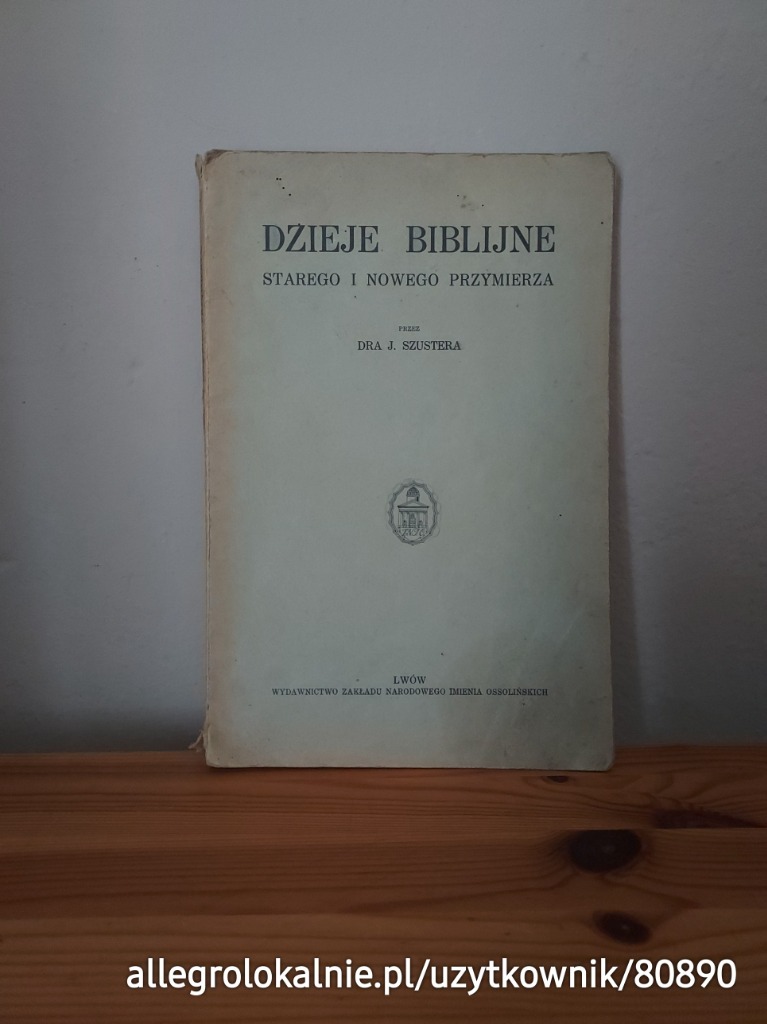 DZIEJE BIBLIJNE
STAREGO I NOWEGO PRZYMIERZA
PRZEZ
DRA J. SZUSTERA
LWÓW
WYDAWNICTWO ZAKŁADU NARODOWEGO IMIENIA OSSOLIŃSKICH
allegrolokalnie.pl/uzytkownik/80890